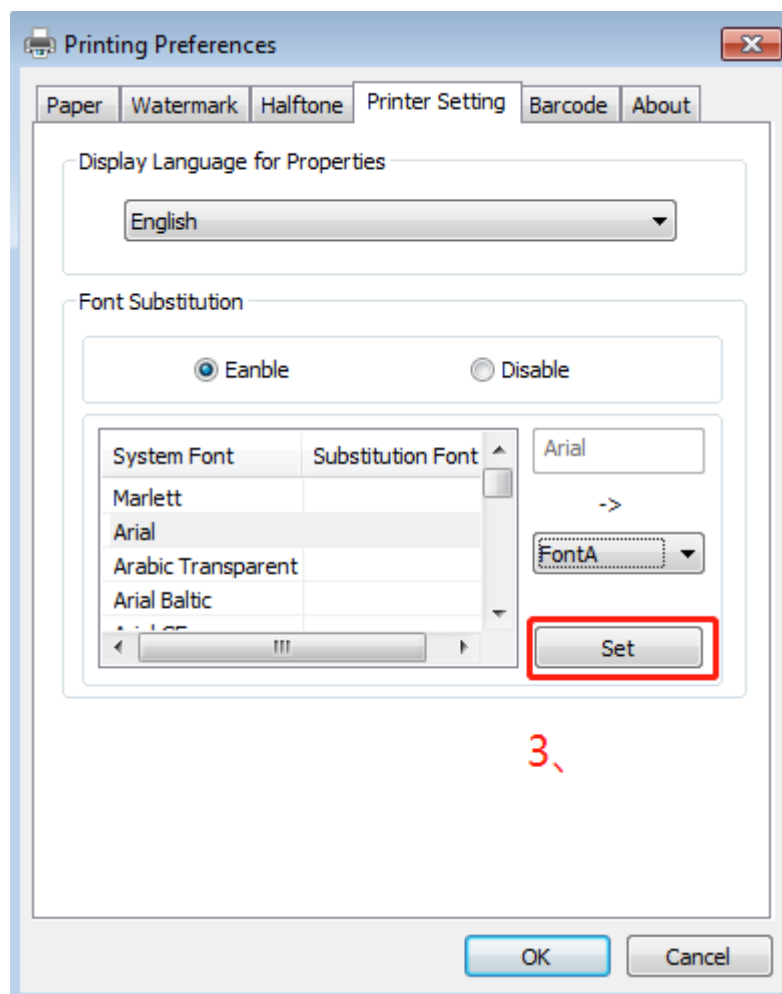 Printing Preferences
Paper Watermark Halftone Printer Setting Barcode About
Display Language for Properties
English
Font Substitution
Eanble Disable
System Font Substitution Font
Marlett
Arial
Arabic Transparent
Arial Baltic
Arial
->
FontA
Set
3、
OK Cancel